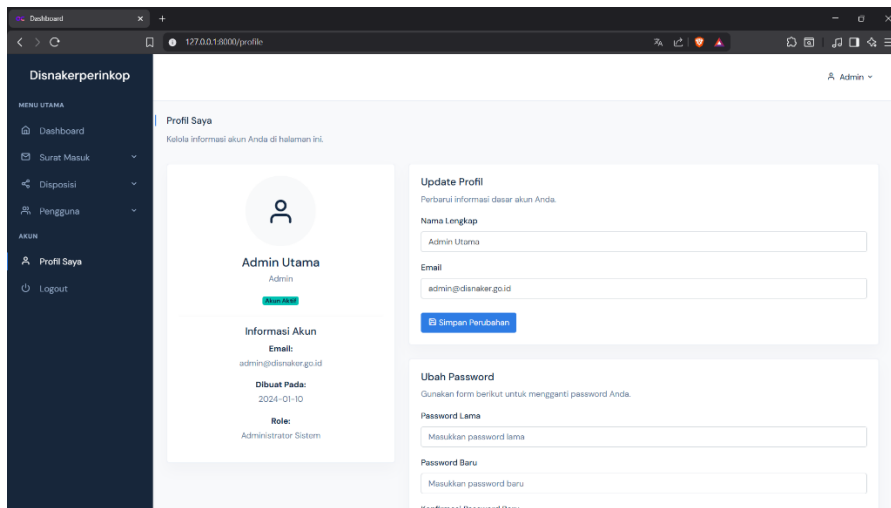 Dashboard
127.0.0.1:8000/profile
Disnakerperinkop
Admin
MENU UTAMA
Dashboard
Surat Masuk
Disposisi
Pengguna
AKUN
Profil Saya
Logout
Profil Saya
Kelola informasi akun Anda di halaman ini.
Admin Utama
Admin
Akun Aktif
Informasi Akun
Email:
admin@disnaker.go.id
Dibuat Pada:
2024-01-10
Role:
Administrator Sistem
Update Profil
Perbarui informasi dasar akun Anda.
Nama Lengkap
Admin Utama
Email
admin@disnaker.go.id
Simpan Perubahan
Ubah Password
Gunakan form berikut untuk mengganti password Anda.
Password Lama
Masukkan password lama
Password Baru
Masukkan password baru
Konfirmasi Password Baru